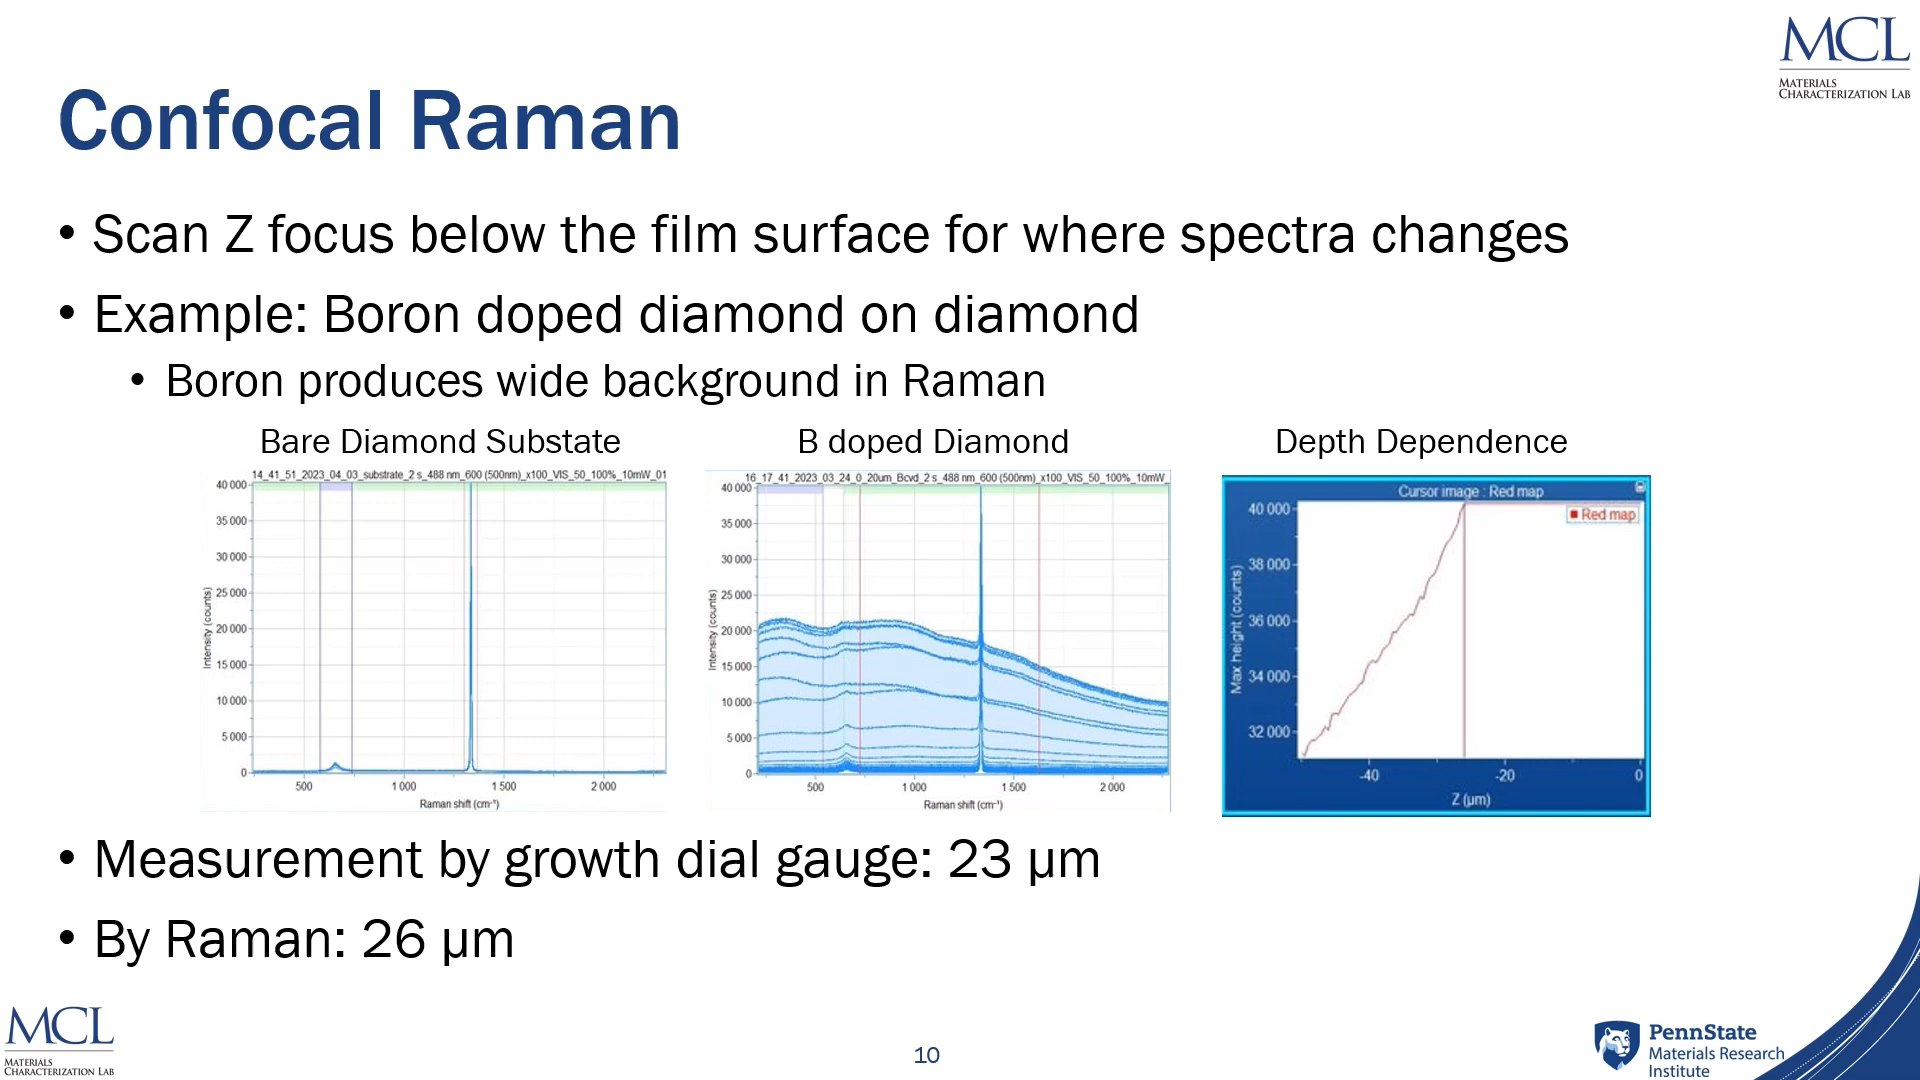 MCL
MATERIALS
CHARACTERIZATION LAB
Confocal Raman
• Scan Z focus below the film surface for where spectra changes
• Example: Boron doped diamond on diamond
• Boron produces wide background in Raman
Bare Diamond Substate
14_41_51_2023_04_03_substrate_2 s_488 nm_600 (500nm)_x100_VIS_50_100%_10mW_01
40 000
35 000
30 000
25 000
20 000
15 000
10 000
5 000
0
Intensity (counts)
500
1 000
1 500
2 000
Raman shift (cm⁻¹)
B doped Diamond
16_17_41_2023_03_24_0_20um_Bcvd_2 s_488 nm_600 (500nm)_x100_VIS_50_100%_10mW_
40 000
35 000
30 000
25 000
20 000
15 000
10 000
5 000
0
Intensity (counts)
500
1 000
1 500
2 000
Raman shift (cm⁻¹)
Depth Dependence
Cursor image : Red map
Red map
40 000
38 000
36 000
34 000
32 000
Max height (counts)
-40
-20
0
Z (µm)
• Measurement by growth dial gauge: 23 µm
• By Raman: 26 µm
MCL
MATERIALS
CHARACTERIZATION LAB
10
PennState
Materials Research
Institute